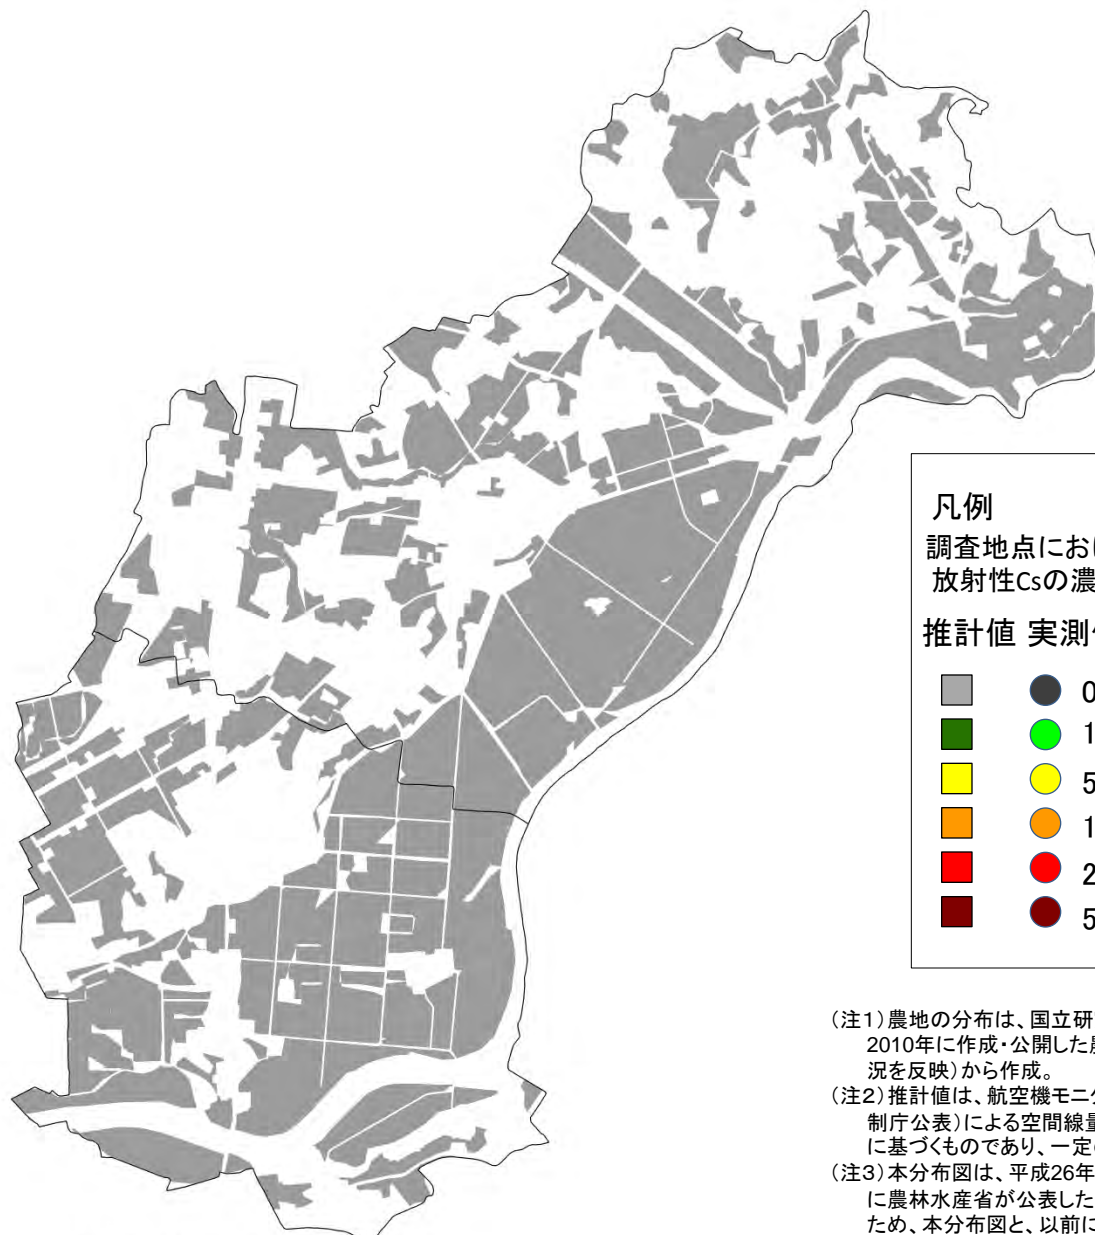 凡例
調査地点にお
放射性Csの濃
推計値 実測
0
1
5
1
2
5
(注1)農地の分布は、国立研
2010年に作成・公開した
況を反映)から作成。
(注2)推計値は、航空機モニタ
制庁公表)による空間線量
に基づくものであり、一定
(注3)本分布図は、平成26年
に農林水産省が公表した
ため、本分布図と、以前に